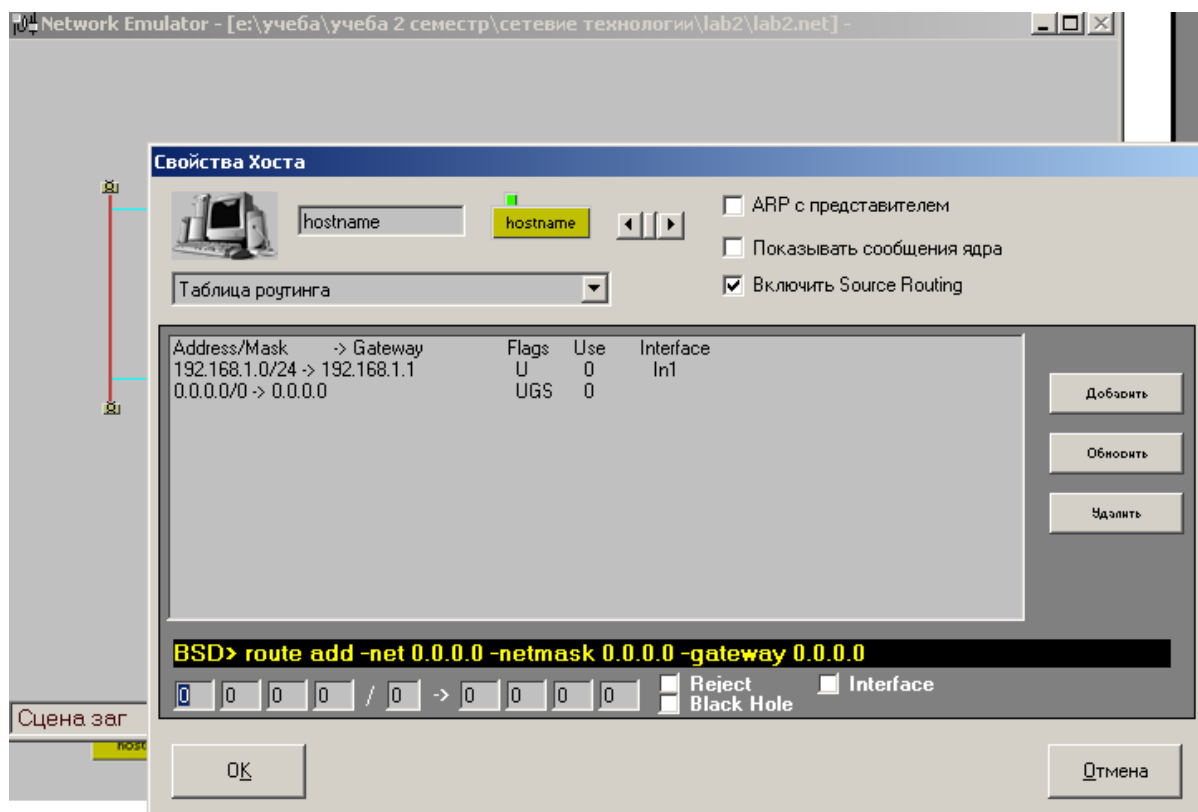 Network Emulator - [e:\учеба\учеба 2 семестр\сетевие технологии\lab2\lab2.net] -
Свойства Хоста
hostname
hostname
ARP с представителем
Показывать сообщения ядра
Таблица роутинга
Включить Source Routing
Address/Mask -> Gateway Flags Use Interface
192.168.1.0/24 -> 192.168.1.1 U 0 In1
0.0.0.0/0 -> 0.0.0.0 UGS 0
Добавить
Обновить
Удалить
BSD> route add -net 0.0.0.0 -netmask 0.0.0.0 -gateway 0.0.0.0
0 0 0 0 / 0 -> 0 0 0 0 Reject Interface
Black Hole
Сцена заг
host
OK
Отмена